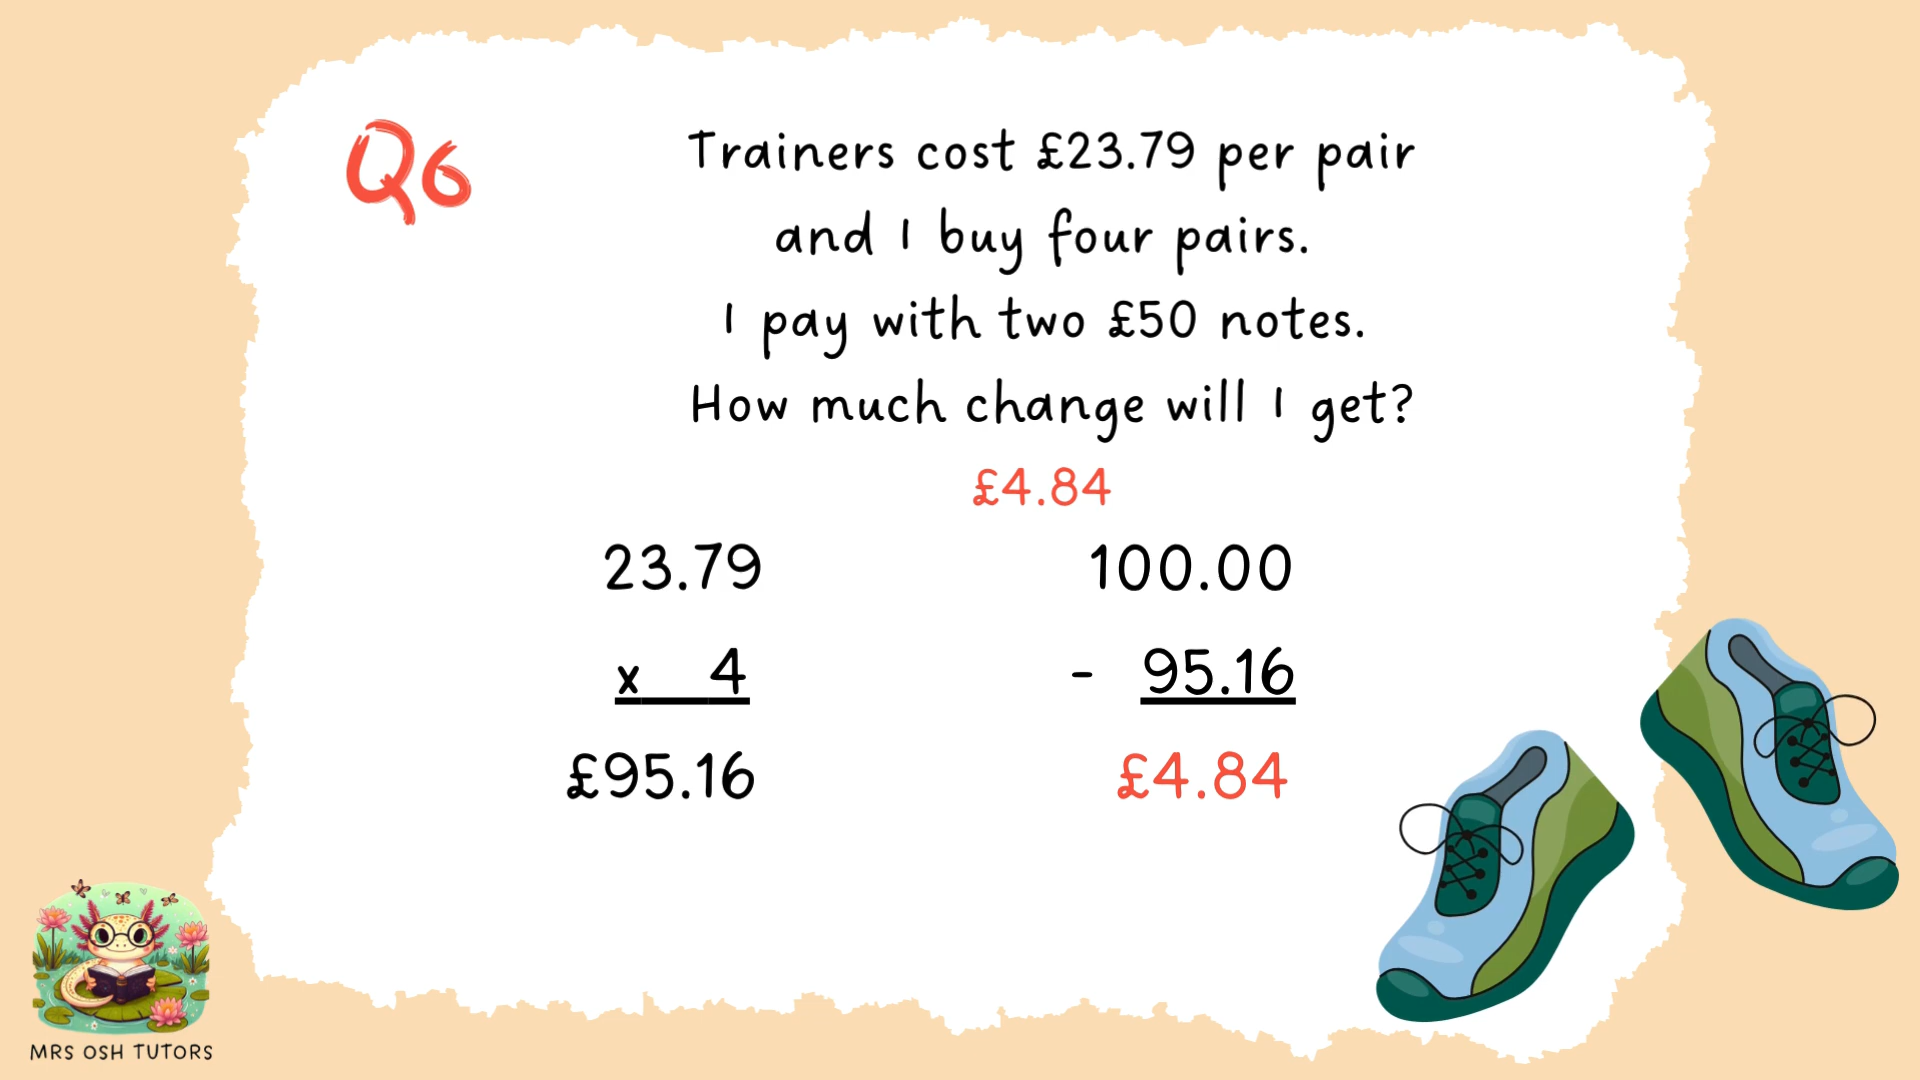 Q6
Trainers cost £23.79 per pair
and I buy four pairs.
I pay with two £50 notes.
How much change will I get?
£4.84
23.79
x 4
£95.16
100.00
- 95.16
£4.84
MRS OSH TUTORS